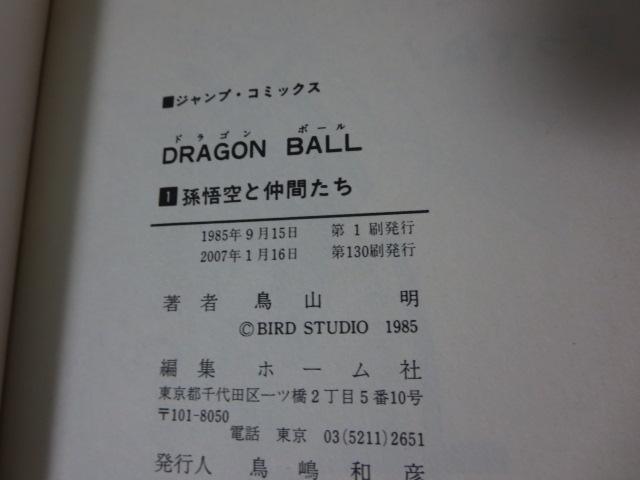 ■ジャンプ・コミックス
ドラゴン ボール
DRAGON BALL
1 孫悟空と仲間たち
1985年9月15日 第1刷発行
2007年1月16日 第130刷発行
著者 鳥山 明
©BIRD STUDIO 1985
編集 ホーム社
東京都千代田区一ツ橋2丁目5番10号
〒101-8050
電話 東京 03(5211)2651
発行人 鳥嶋和彦